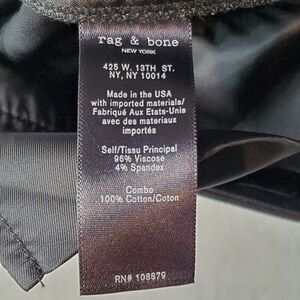 rag & bone
NEW YORK
425 W. 13TH ST.
NY, NY 10014
Made in the USA
with imported materials/
Fabriqué Aux Etats-Unis
avec des materiaux
importés
Self/Tissu Principal
96% Viscose
4% Spandex
Combo
100% Cotton/Coton
RN# 108879